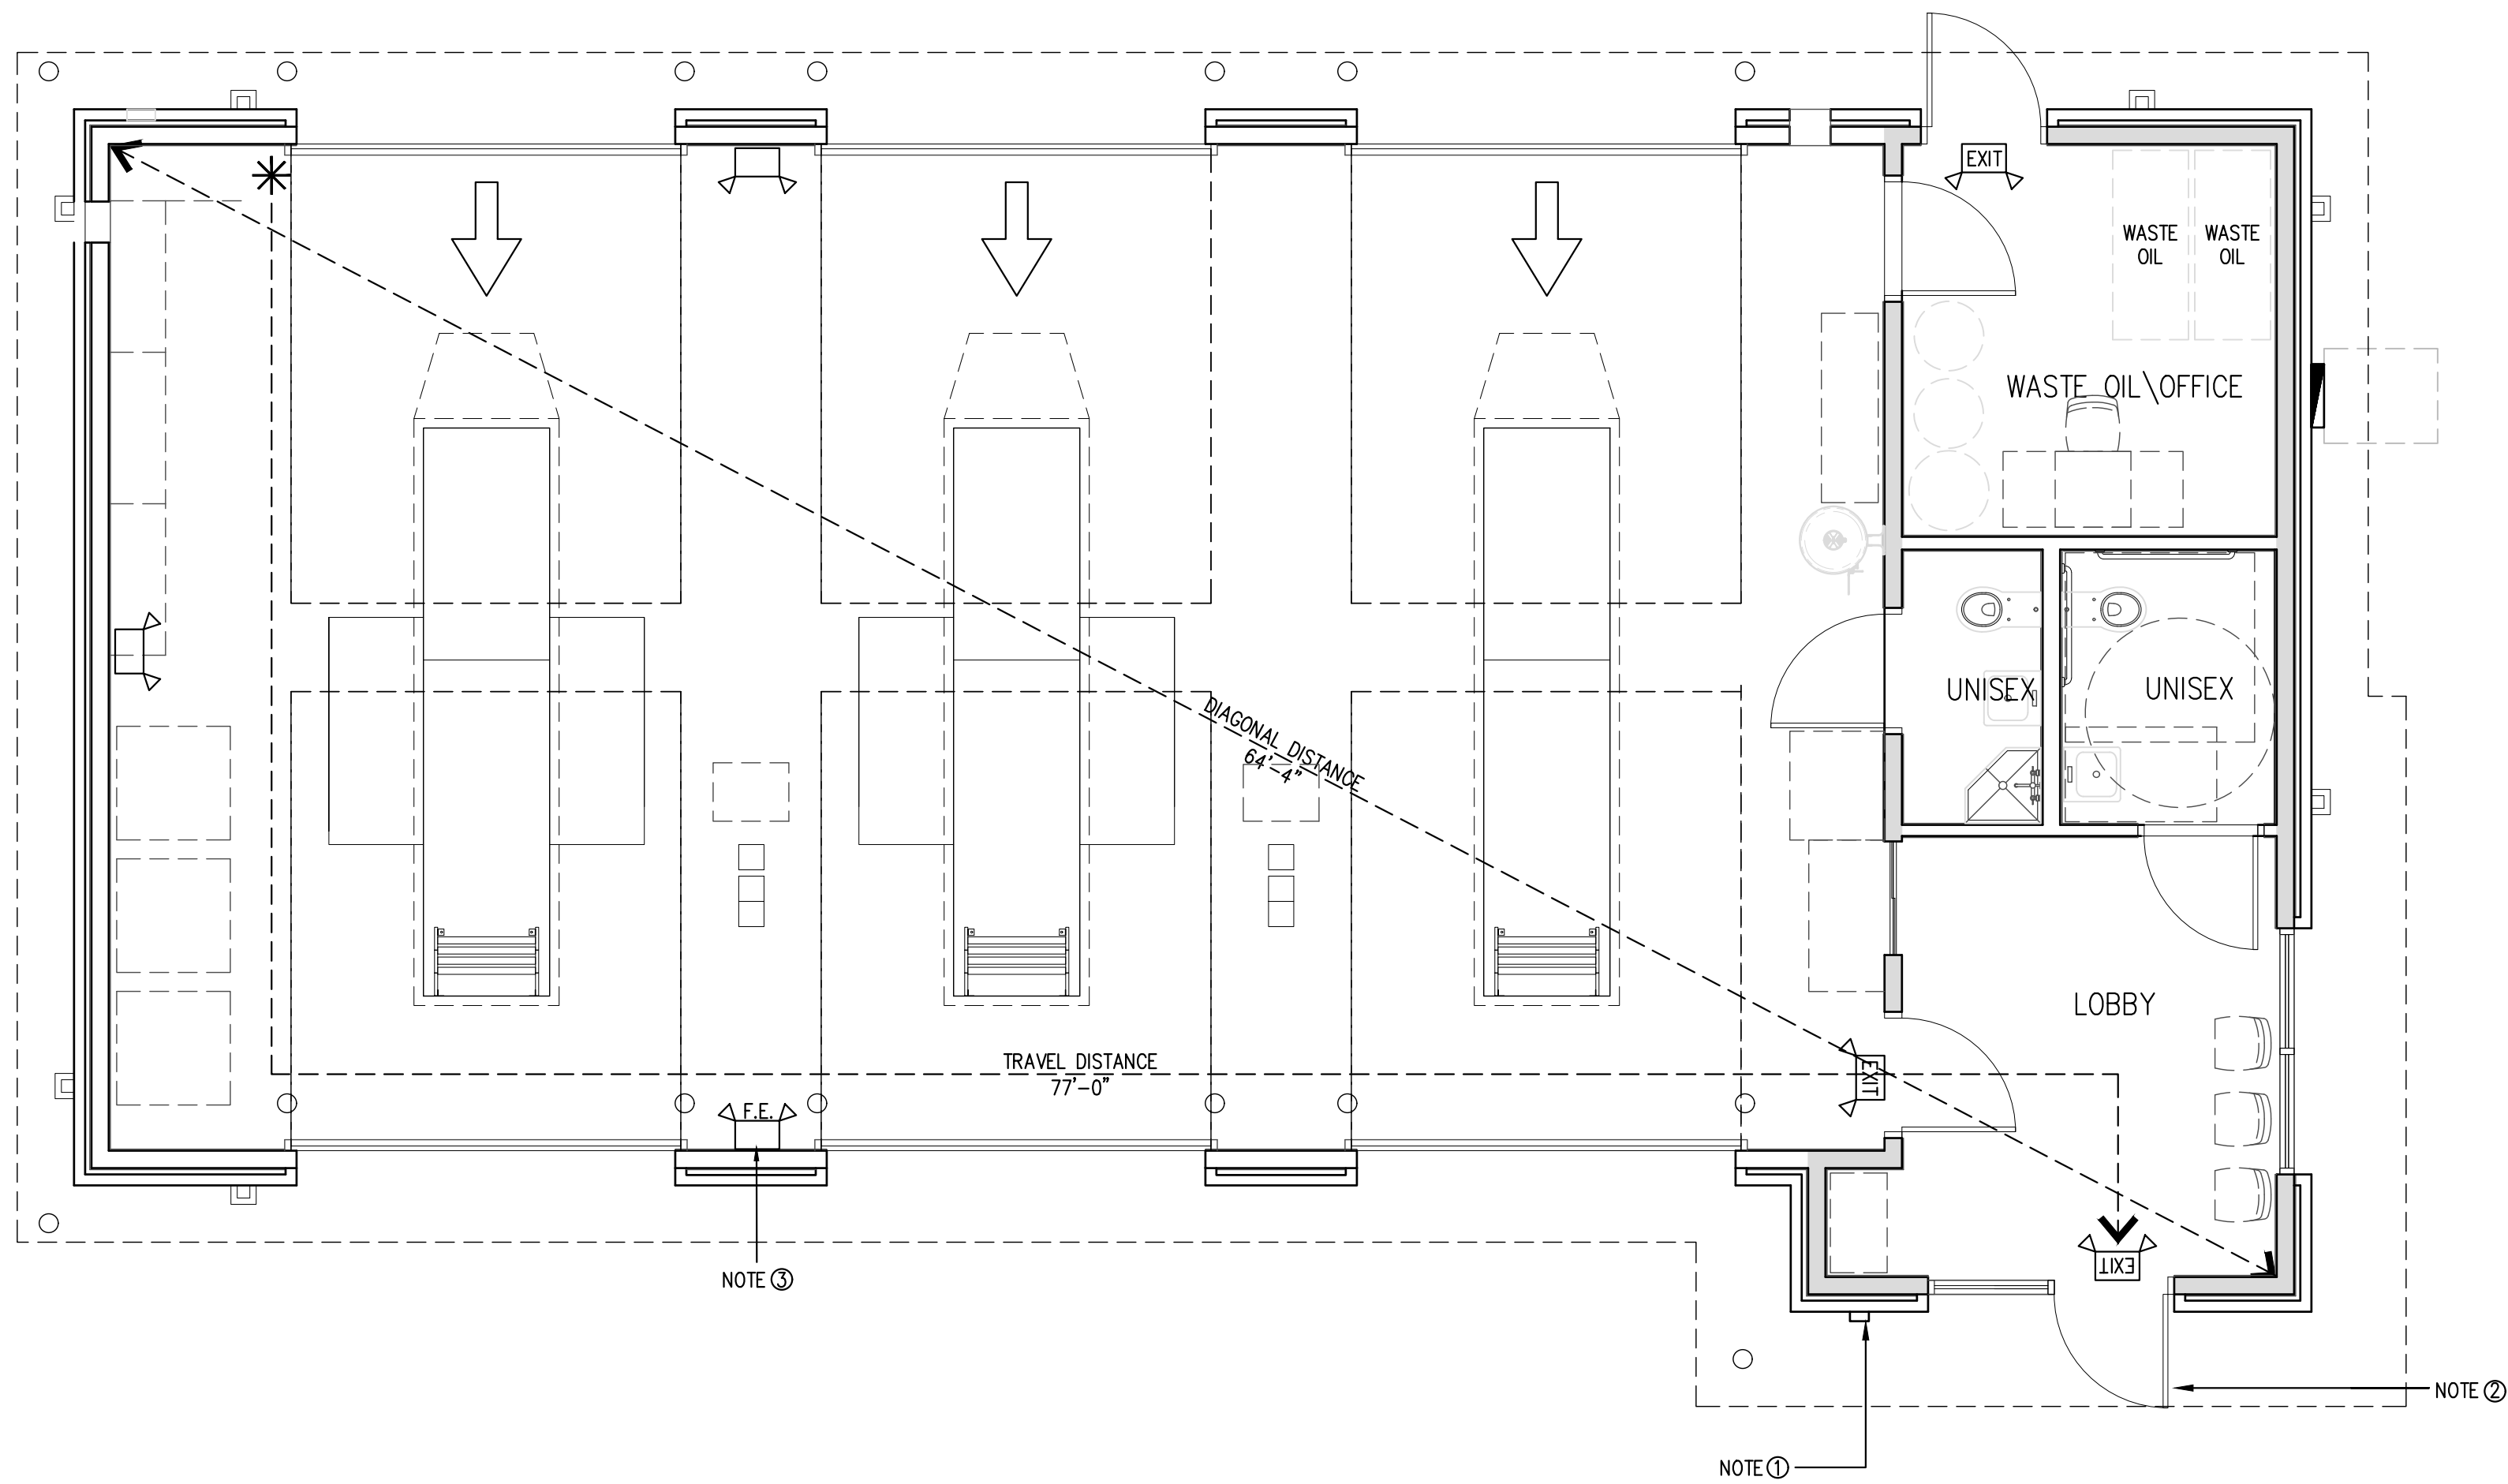 EXIT
WASTE
OIL
WASTE
OIL
WASTE OIL\OFFICE
UNISEX
UNISEX
DIAGONAL DISTANCE
64'-4"
LOBBY
TRAVEL DISTANCE
77'-0"
EXIT
F.E.
EXIT
NOTE ③
NOTE ②
NOTE ①